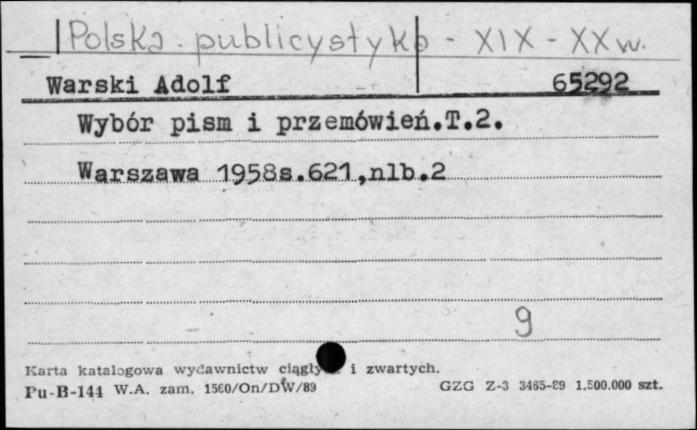 Polska publicystyka - XIX - XX w.
Warski Adolf 65292
Wybór pism i przemówień.T.2.
Warszawa 1958s.621,nlb.2
9
Karta katalogowa wydawnictw i zwartych.
Pu-B-144 W.A. zam. 1560/On/DW/89 GZG Z-3 3465-89 1.500.000 szt.